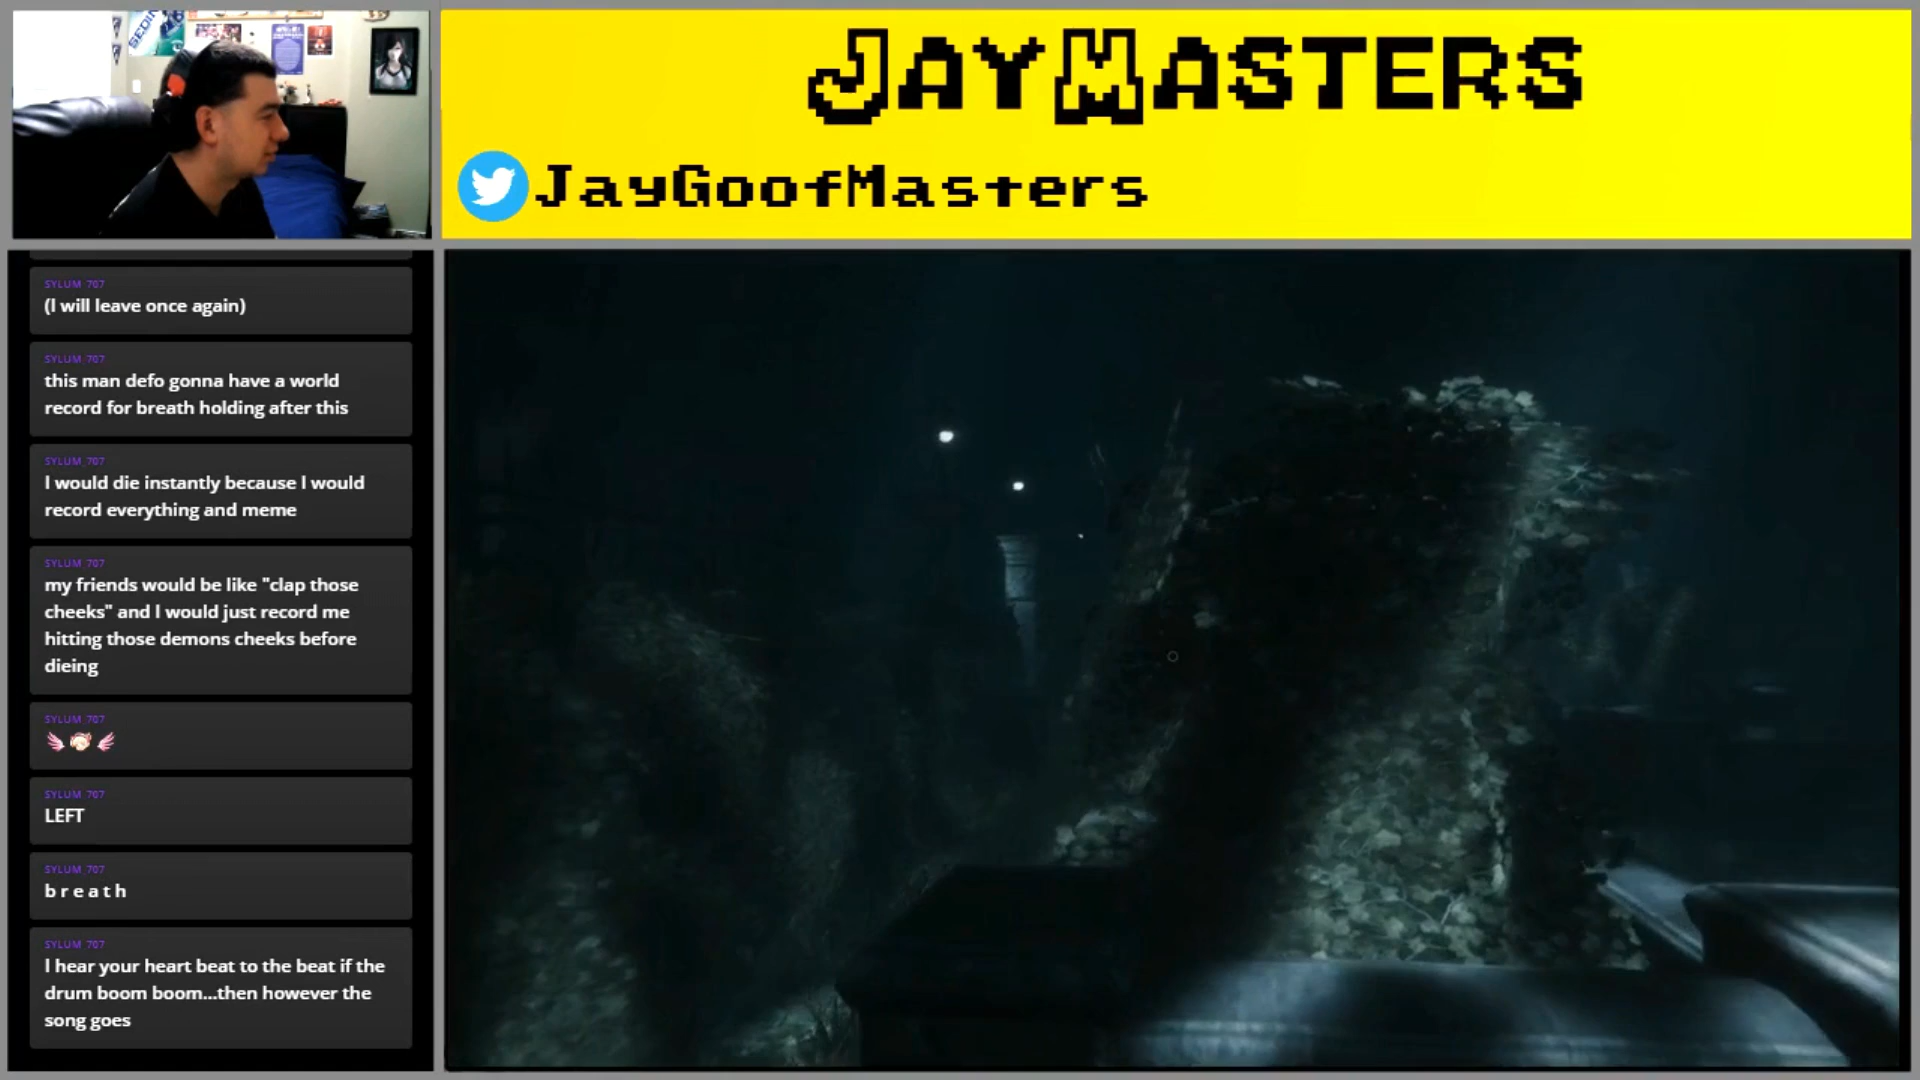 JAYMASTERS
JayGoofMasters
SYLUM_707
(I will leave once again)
SYLUM_707
this man defo gonna have a world
record for breath holding after this
SYLUM_707
I would die instantly because I would
record everything and meme
SYLUM_707
my friends would be like "clap those
cheeks" and I would just record me
hitting those demons cheeks before
dieing
SYLUM_707
SYLUM_707
LEFT
SYLUM_707
b r e a t h
SYLUM_707
I hear your heart beat to the beat if the
drum boom boom...then however the
song goes